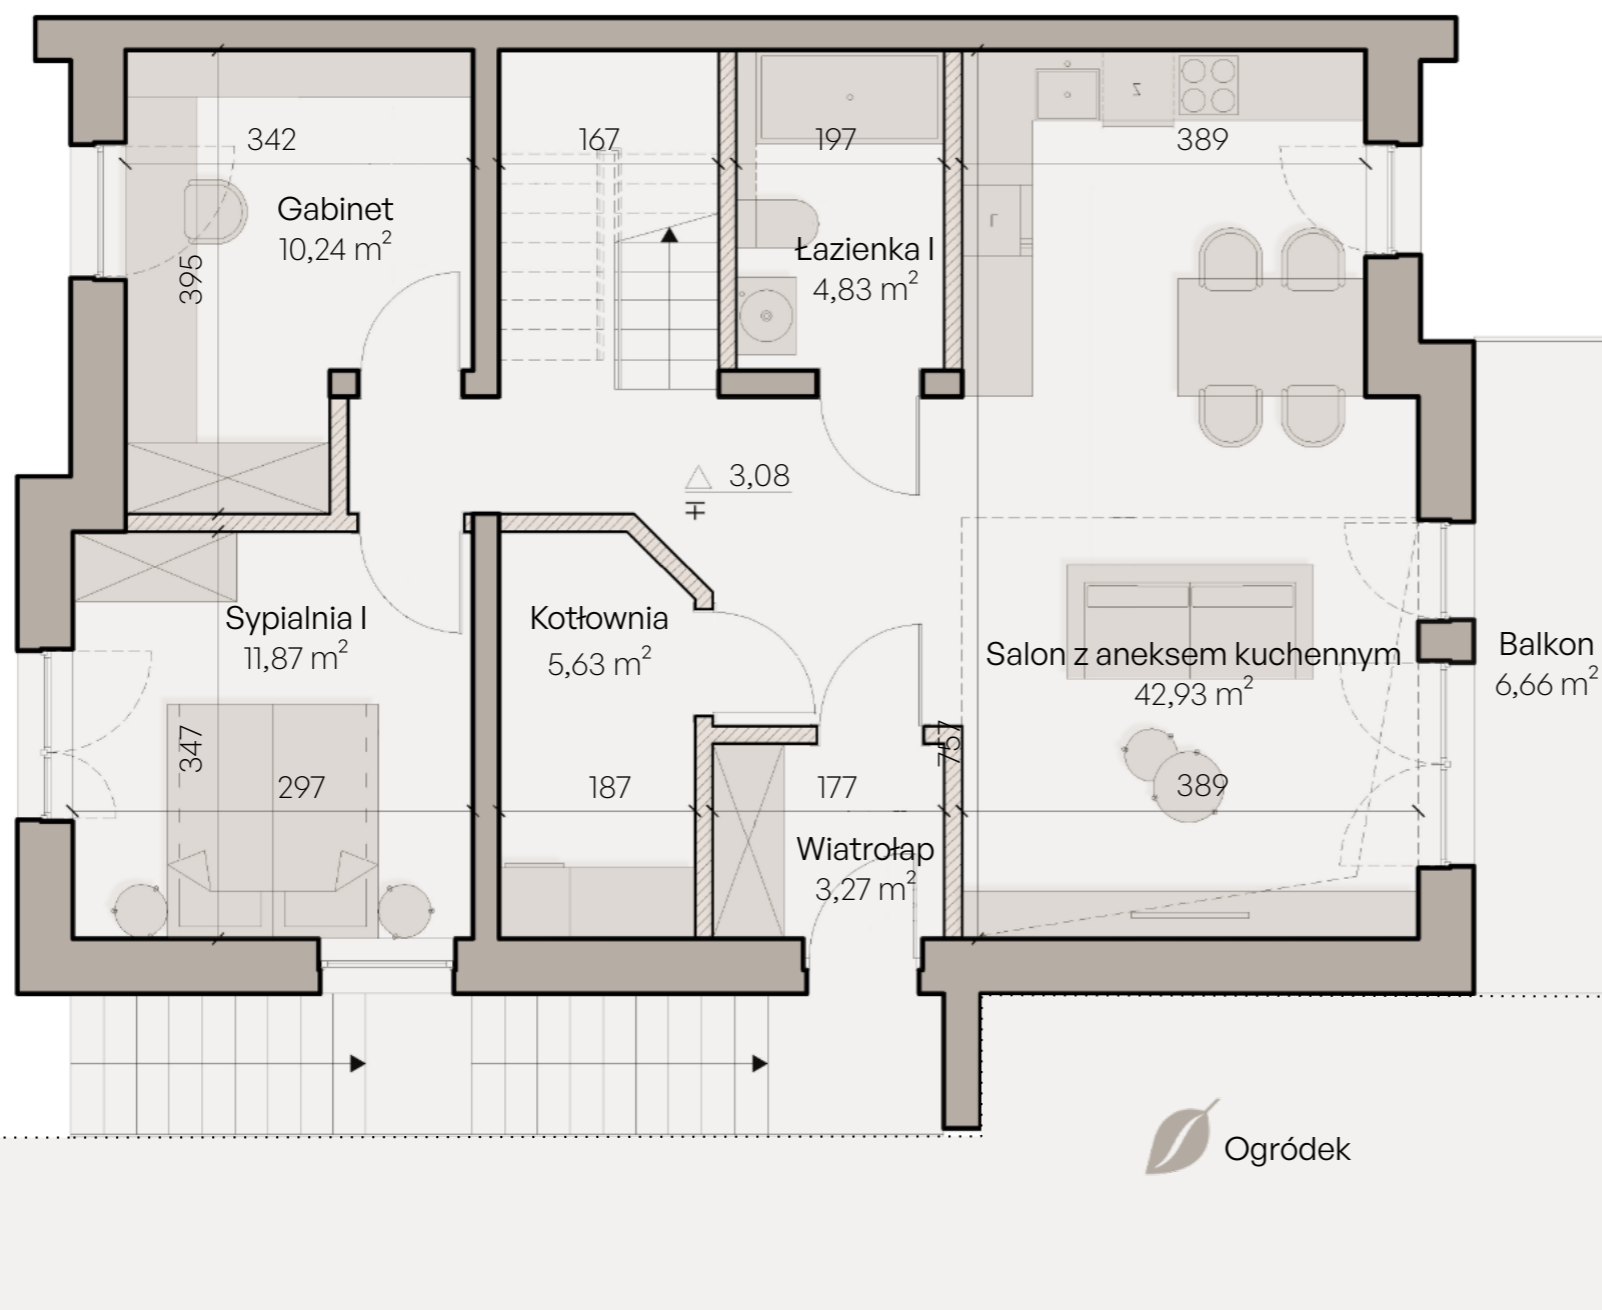 342
167
197
389
Z
Gabinet
10,24 m²
395
L
Łazienka I
4,83 m²
3,08
Sypialnia I
11,87 m²
Kotłownia
5,63 m²
Salon z aneksem kuchennym
42,93 m²
Balkon
6,66 m²
347
757
297
187
177
389
Wiatrołap
3,27 m²
Ogródek